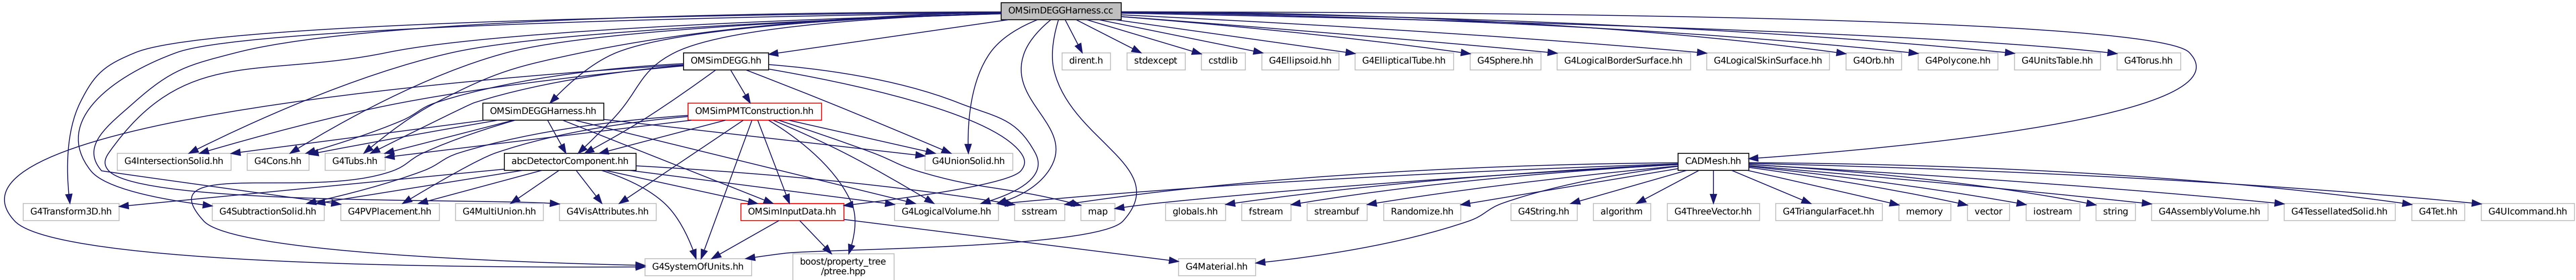 OMSimDEGGHarness.cc
OMSimDEGG.hh
dirent.h
stdexcept
cstdlib
G4Ellipsoid.hh
G4EllipticalTube.hh
G4Sphere.hh
G4LogicalBorderSurface.hh
G4LogicalSkinSurface.hh
G4Orb.hh
G4Polycone.hh
G4UnitsTable.hh
G4Torus.hh
OMSimDEGGHarness.hh
OMSimPMTConstruction.hh
G4IntersectionSolid.hh
G4Cons.hh
G4Tubs.hh
abcDetectorComponent.hh
G4UnionSolid.hh
CADMesh.hh
G4Transform3D.hh
G4SubtractionSolid.hh
G4PVPlacement.hh
G4MultiUnion.hh
G4VisAttributes.hh
OMSimInputData.hh
G4LogicalVolume.hh
sstream
map
globals.hh
fstream
streambuf
Randomize.hh
G4String.hh
algorithm
G4ThreeVector.hh
G4TriangularFacet.hh
memory
vector
iostream
string
G4AssemblyVolume.hh
G4TessellatedSolid.hh
G4Tet.hh
G4UIcommand.hh
G4SystemOfUnits.hh
boost/property_tree
/ptree.hpp
G4Material.hh